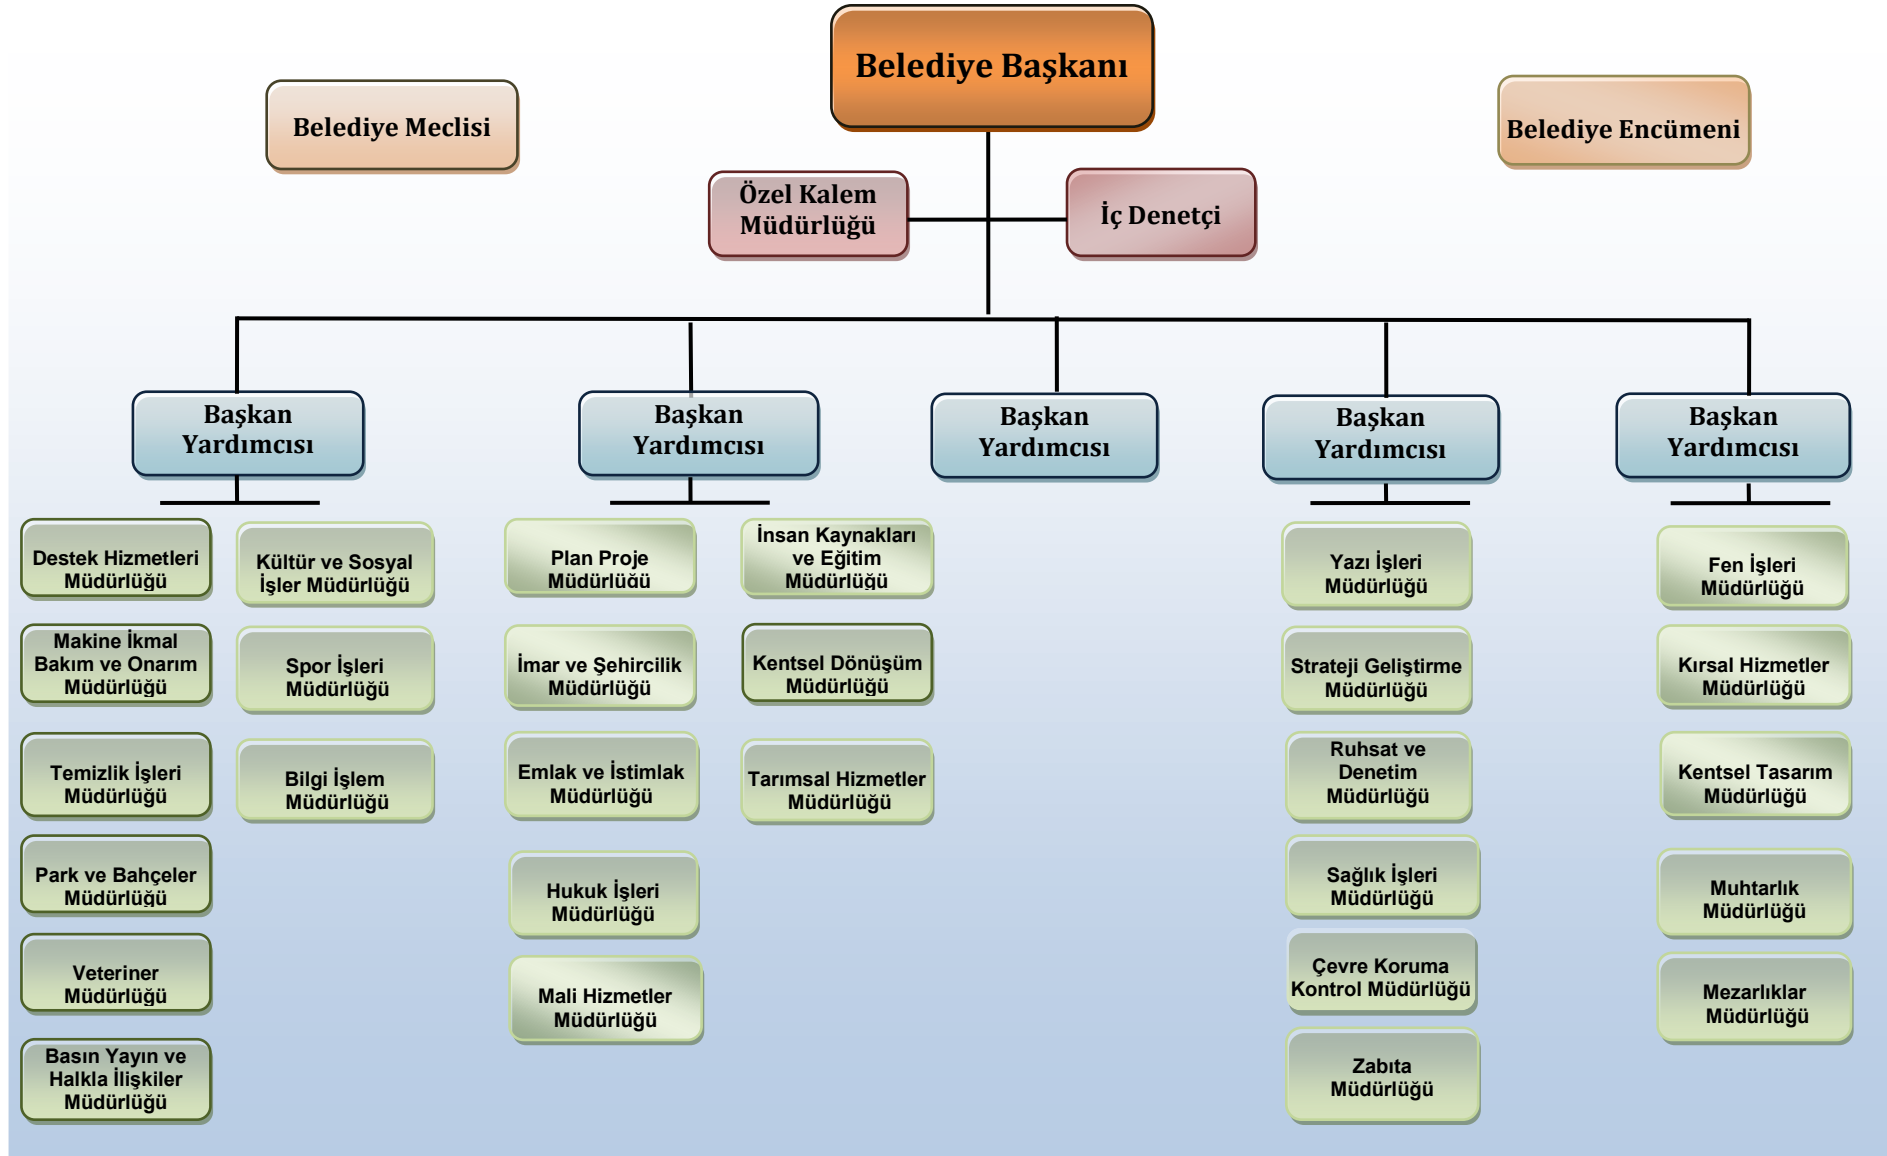 Belediye Başkanı
Belediye Meclisi
Belediye Encümeni
Özel Kalem
Müdürlüğü
İç Denetçi
Başkan
Yardımcısı
Başkan
Yardımcısı
Başkan
Yardımcısı
Başkan
Yardımcısı
Başkan
Yardımcısı
Destek Hizmetleri
Müdürlüğü
Makine İkmal
Bakım ve Onarım
Müdürlüğü
Temizlik İşleri
Müdürlüğü
Park ve Bahçeler
Müdürlüğü
Veteriner
Müdürlüğü
Basın Yayın ve
Halkla İlişkiler
Müdürlüğü
Kültür ve Sosyal
İşler Müdürlüğü
Spor İşleri
Müdürlüğü
Bilgi İşlem
Müdürlüğü
Plan Proje
Müdürlüğü
İmar ve Şehircilik
Müdürlüğü
Emlak ve İstimlak
Müdürlüğü
Hukuk İşleri
Müdürlüğü
Mali Hizmetler
Müdürlüğü
İnsan Kaynakları
ve Eğitim
Müdürlüğü
Kentsel Dönüşüm
Müdürlüğü
Tarımsal Hizmetler
Müdürlüğü
Yazı İşleri
Müdürlüğü
Strateji Geliştirme
Müdürlüğü
Ruhsat ve
Denetim
Müdürlüğü
Sağlık İşleri
Müdürlüğü
Çevre Koruma
Kontrol Müdürlüğü
Zabıta
Müdürlüğü
Fen İşleri
Müdürlüğü
Kırsal Hizmetler
Müdürlüğü
Kentsel Tasarım
Müdürlüğü
Muhtarlık
Müdürlüğü
Mezarlıklar
Müdürlüğü